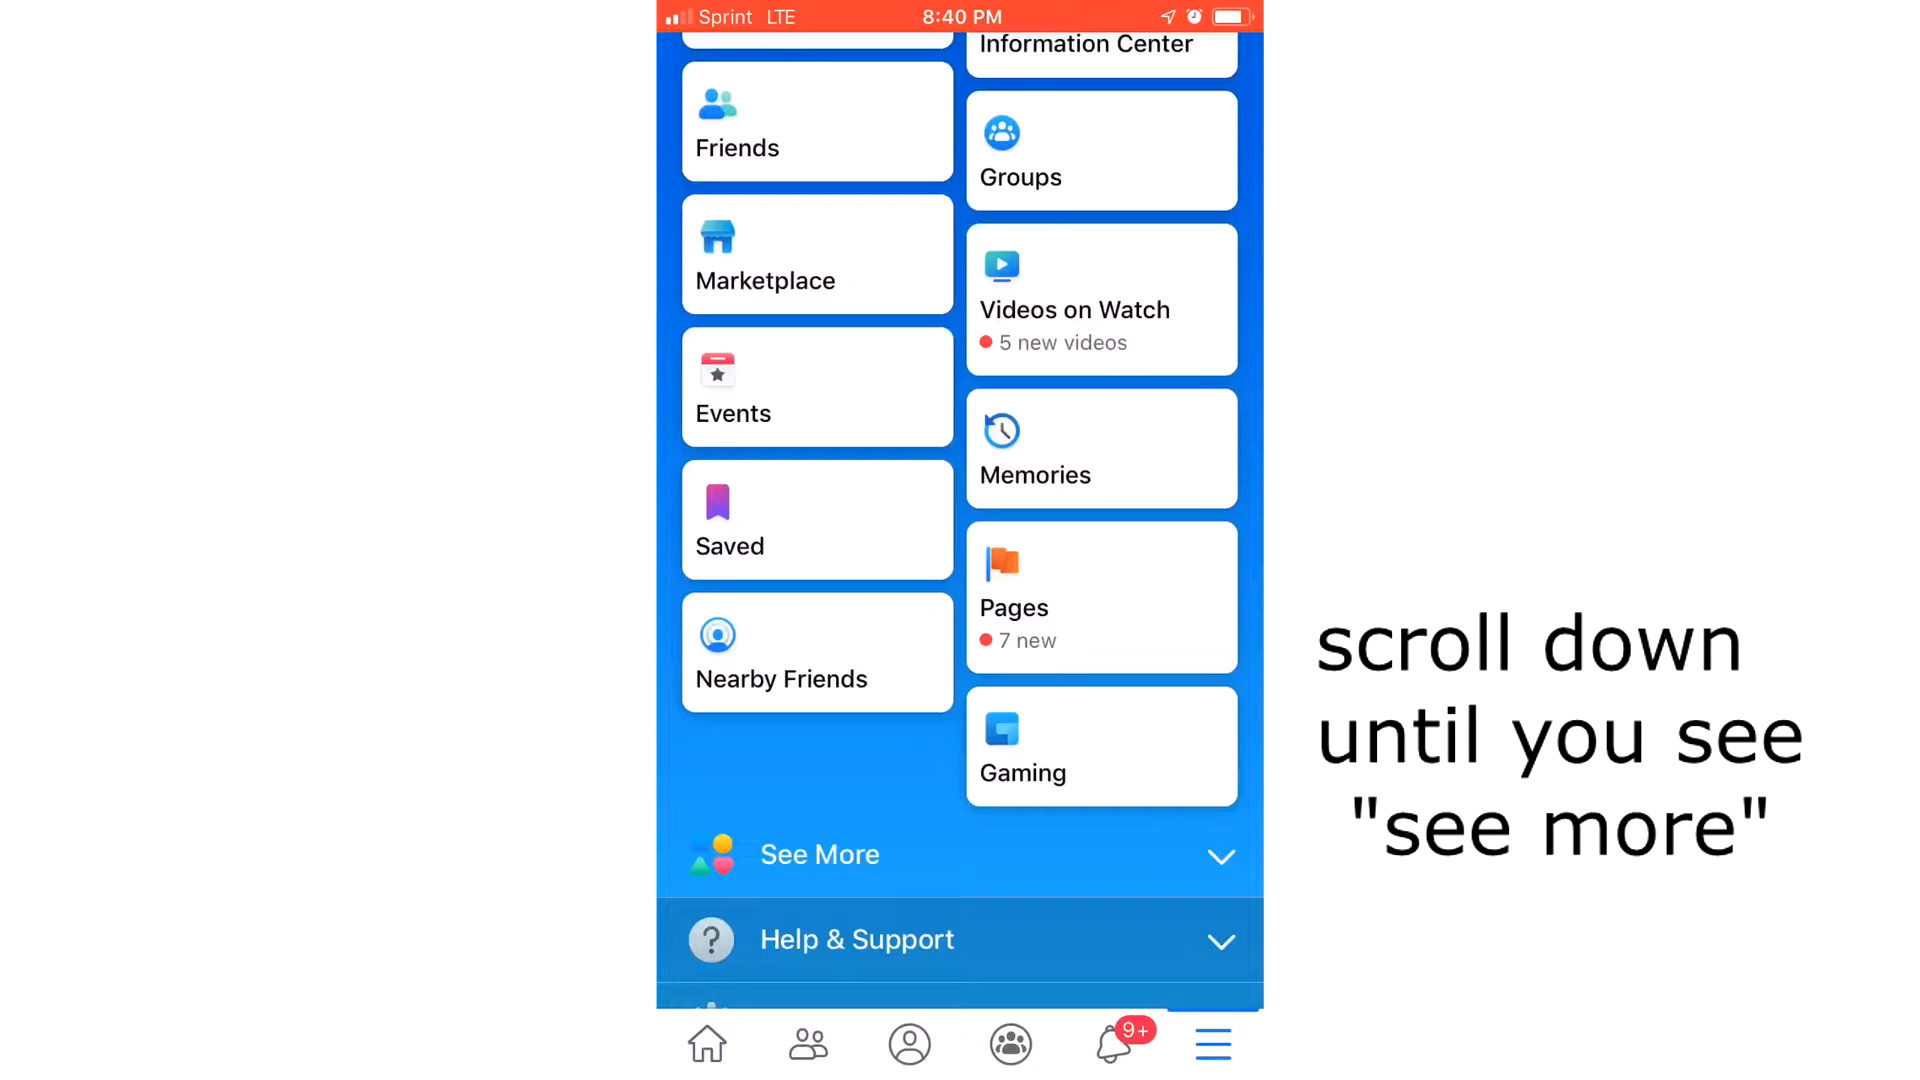 Sprint LTE 8:40 PM
Information Center
Friends
Groups
Marketplace
Videos on Watch
5 new videos
Events
Memories
Saved
Pages
7 new
Nearby Friends
Gaming
See More
Help & Support
9+
scroll down
until you see
"see more"